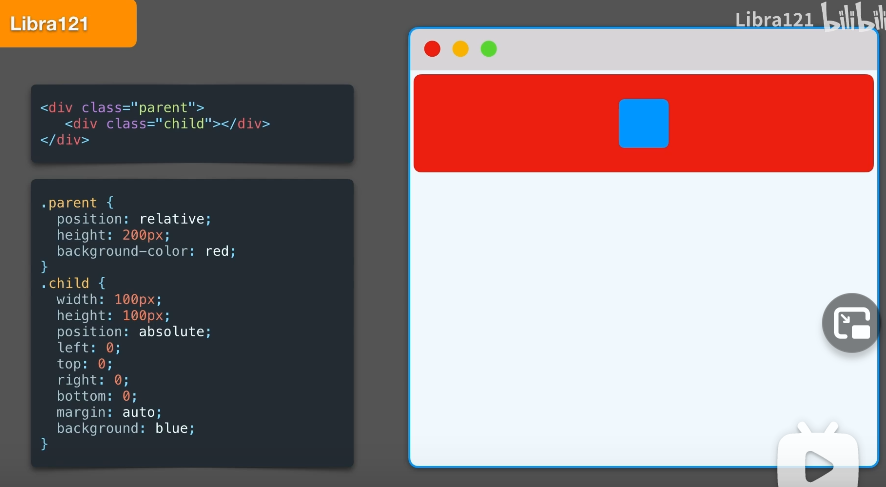 Libra121
Libra121 bilibili
<div class="parent">
<div class="child"></div>
</div>
.parent {
position: relative;
height: 200px;
background-color: red;
}
.child {
width: 100px;
height: 100px;
position: absolute;
left: 0;
top: 0;
right: 0;
bottom: 0;
margin: auto;
background: blue;
}